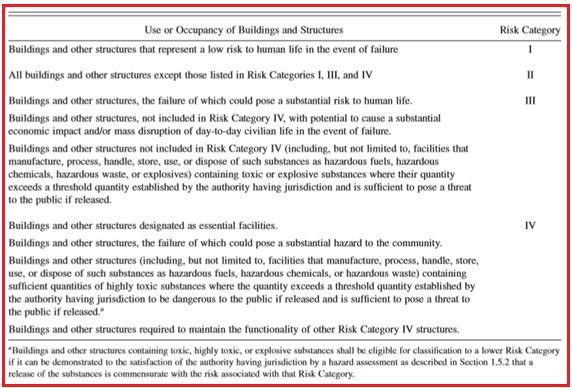 Use or Occupancy of Buildings and Structures Risk Category
Buildings and other structures that represent a low risk to human life in the event of failure I
All buildings and other structures except those listed in Risk Categories I, III, and IV II
Buildings and other structures, the failure of which could pose a substantial risk to human life. III
Buildings and other structures, not included in Risk Category IV, with potential to cause a substantial
economic impact and/or mass disruption of day-to-day civilian life in the event of failure.
Buildings and other structures not included in Risk Category IV (including, but not limited to, facilities that
manufacture, process, handle, store, use, or dispose of such substances as hazardous fuels, hazardous
chemicals, hazardous waste, or explosives) containing toxic or explosive substances where their quantity
exceeds a threshold quantity established by the authority having jurisdiction and is sufficient to pose a threat
to the public if released.
Buildings and other structures designated as essential facilities. IV
Buildings and other structures, the failure of which could pose a substantial hazard to the community.
Buildings and other structures (including, but not limited to, facilities that manufacture, process, handle, store,
use, or dispose of such substances as hazardous fuels, hazardous chemicals, or hazardous waste) containing
sufficient quantities of highly toxic substances where the quantity exceeds a threshold quantity established by
the authority having jurisdiction to be dangerous to the public if released and is sufficient to pose a threat to
the public if released.ᵃ
Buildings and other structures required to maintain the functionality of other Risk Category IV structures.
ᵃBuildings and other structures containing toxic, highly toxic, or explosive substances shall be eligible for classification to a lower Risk Category
if it can be demonstrated to the satisfaction of the authority having jurisdiction by a hazard assessment as described in Section 1.5.2 that a
release of the substances is commensurate with the risk associated with that Risk Category.